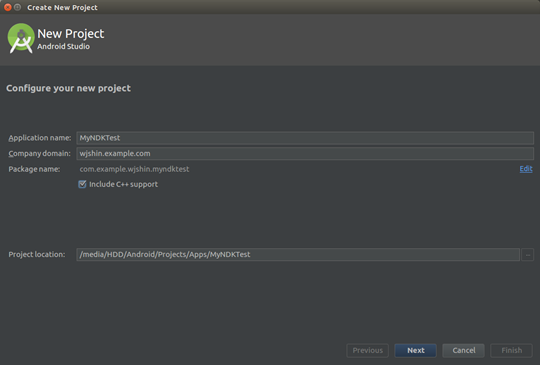 Create New Project
New Project
Android Studio
Configure your new project
Application name: MyNDKTest
Company domain: wjshin.example.com
Package name: com.example.wjshin.myndktest Edit
Include C++ support
Project location: /media/HDD/Android/Projects/Apps/MyNDKTest ...
Previous Next Cancel Finish